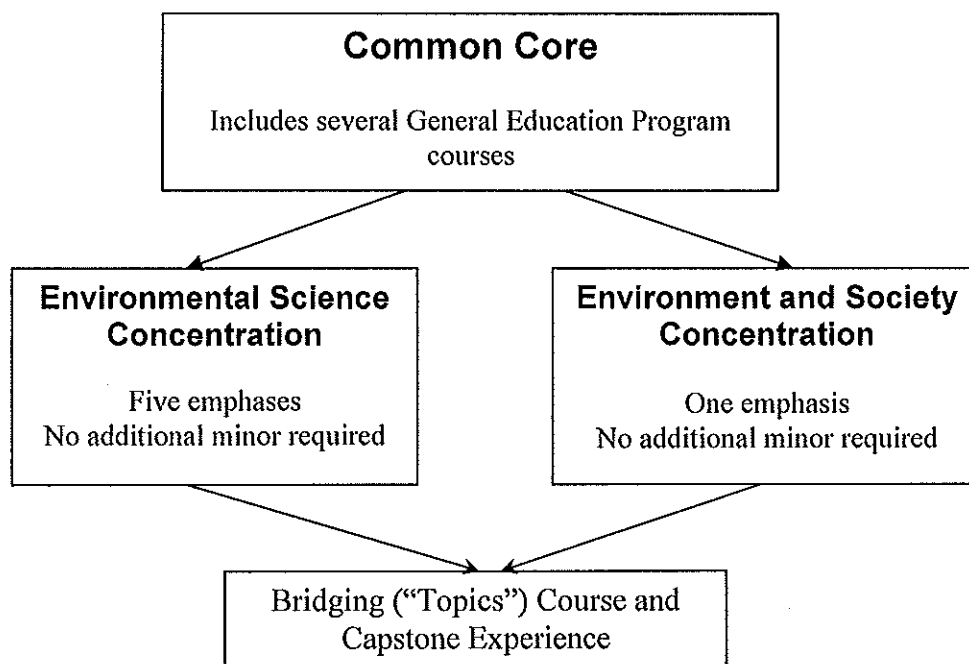 Common Core
Includes several General Education Program
courses
Environmental Science
Concentration
Five emphases
No additional minor required
Environment and Society
Concentration
One emphasis
No additional minor required
Bridging (“Topics”) Course and
Capstone Experience